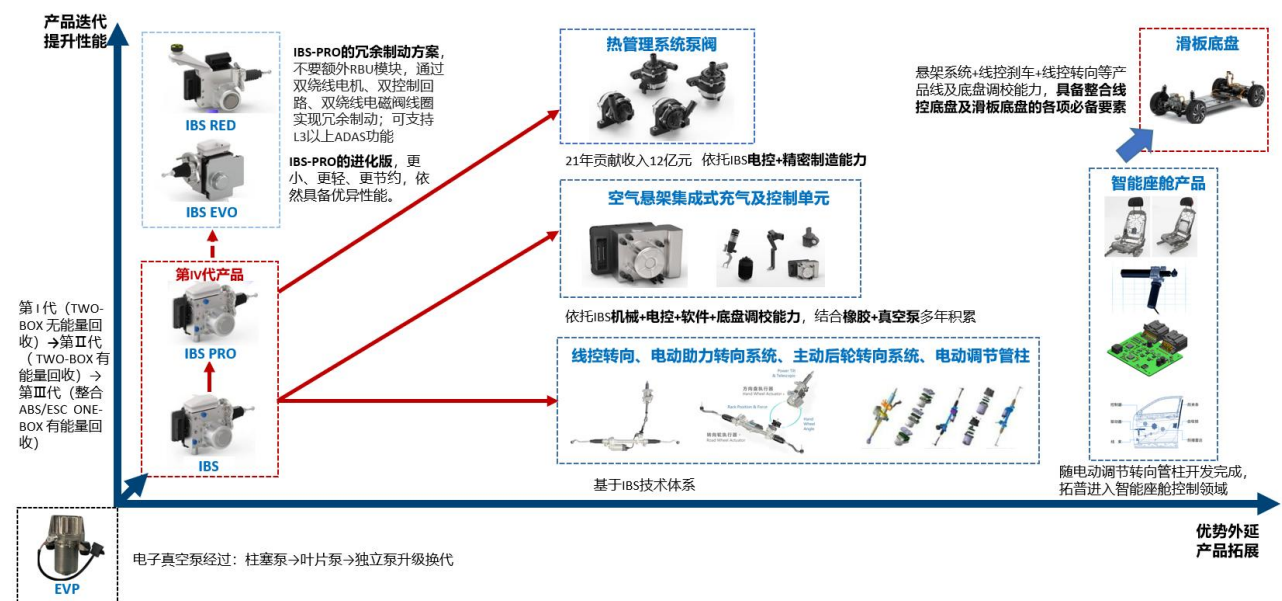 产品迭代
提升性能
IBS RED
IBS-PRO的冗余制动方案，
不要额外RBU模块，通过
双绕线电机、双控制回
路、双绕线电磁阀线圈
实现冗余制动；可支持
L3以上ADAS功能
IBS EVO
IBS-PRO的进化版，更
小、更轻、更节约，依
然具备优异性能。
第IV代产品
IBS PRO
IBS
第 I 代（TWO-
BOX 无能量回
收）→第Ⅱ代
（ TWO-BOX 有
能量回收）→
第Ⅲ代（整合
ABS/ESC ONE-
BOX 有能量回
收）
EVP
电子真空泵经过：柱塞泵→叶片泵→独立泵升级换代
热管理系统泵阀
21年贡献收入12亿元 依托IBS电控+精密制造能力
空气悬架集成式充气及控制单元
依托IBS机械+电控+软件+底盘调校能力，结合橡胶+真空泵多年积累
线控转向、电动助力转向系统、主动后轮转向系统、电动调节管柱
Power Tilt
& Telescope
Hand Wheel Actuator
Rack Position & Force
Hand
Wheel
Angle
Road Wheel Actuator
基于IBS技术体系
滑板底盘
悬架系统+线控刹车+线控转向等产
品线及底盘调校能力，具备整合线
控底盘及滑板底盘的各项必备要素
智能座舱产品
随电动调节转向管柱开发完成，
拓普进入智能座舱控制领域
优势外延
产品拓展